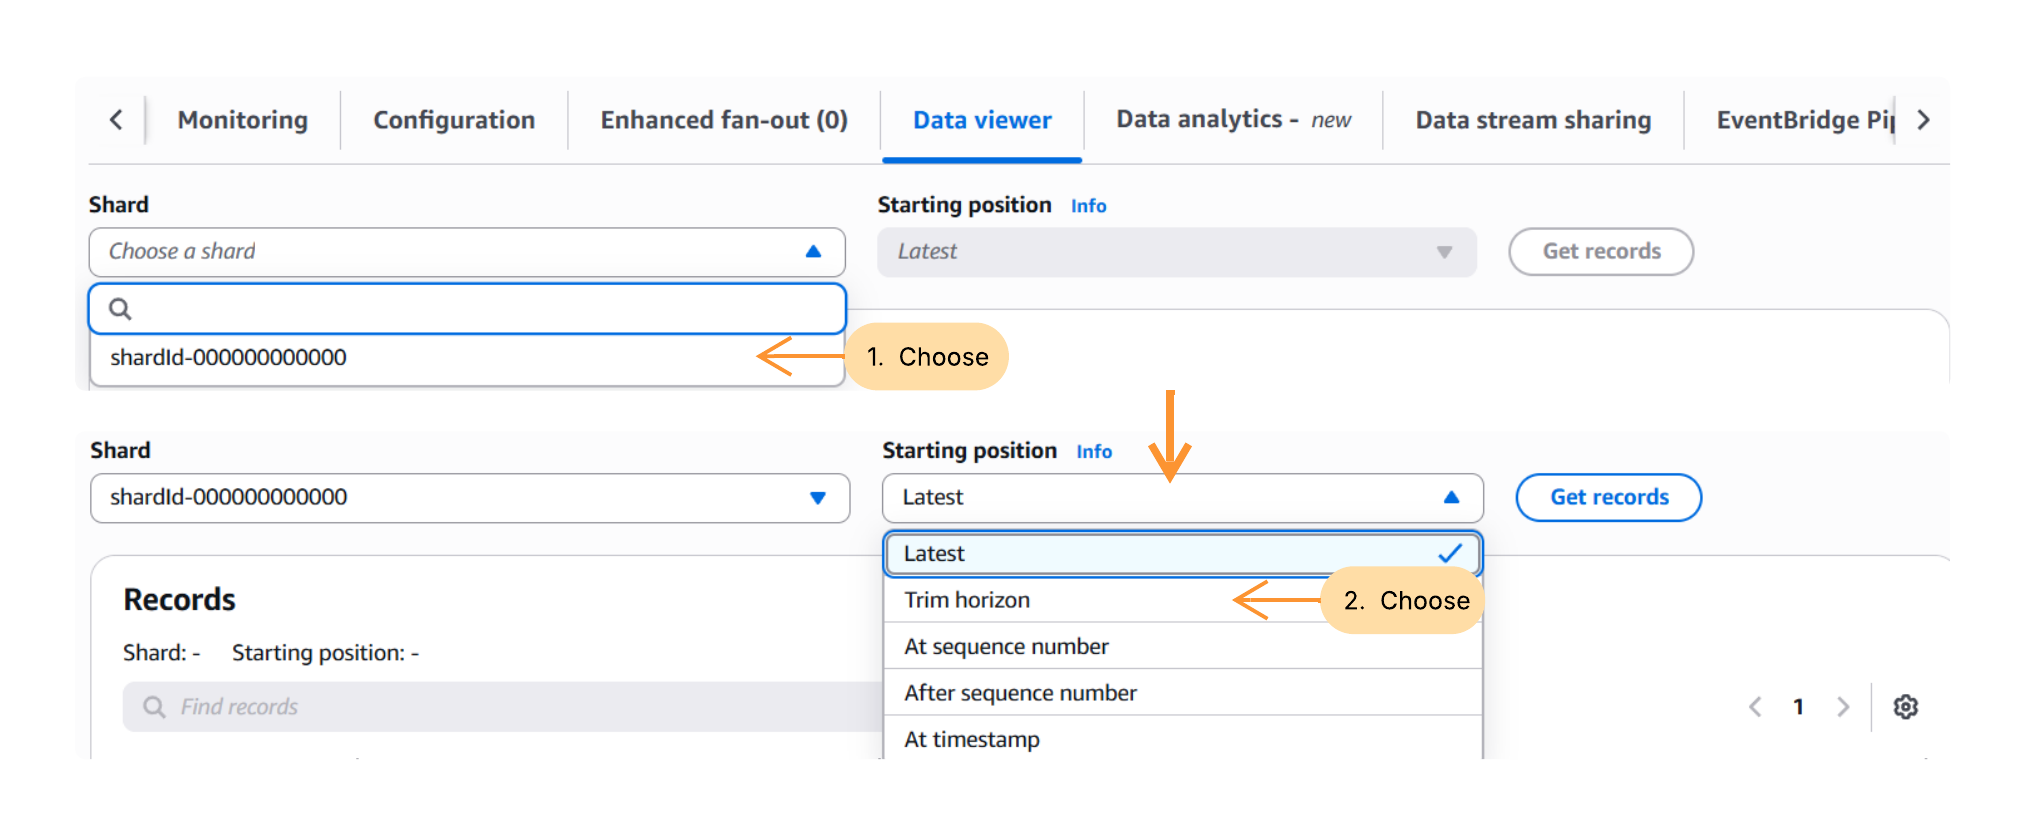 Monitoring Configuration Enhanced fan-out (0) Data viewer Data analytics - new Data stream sharing EventBridge Pip
Shard Starting position Info
Choose a shard Latest Get records
shardId-000000000000 1. Choose
Shard Starting position Info
shardId-000000000000 Latest Get records
Latest
Records Trim horizon 2. Choose
Shard: - Starting position: - At sequence number
Find records After sequence number 1
At timestamp